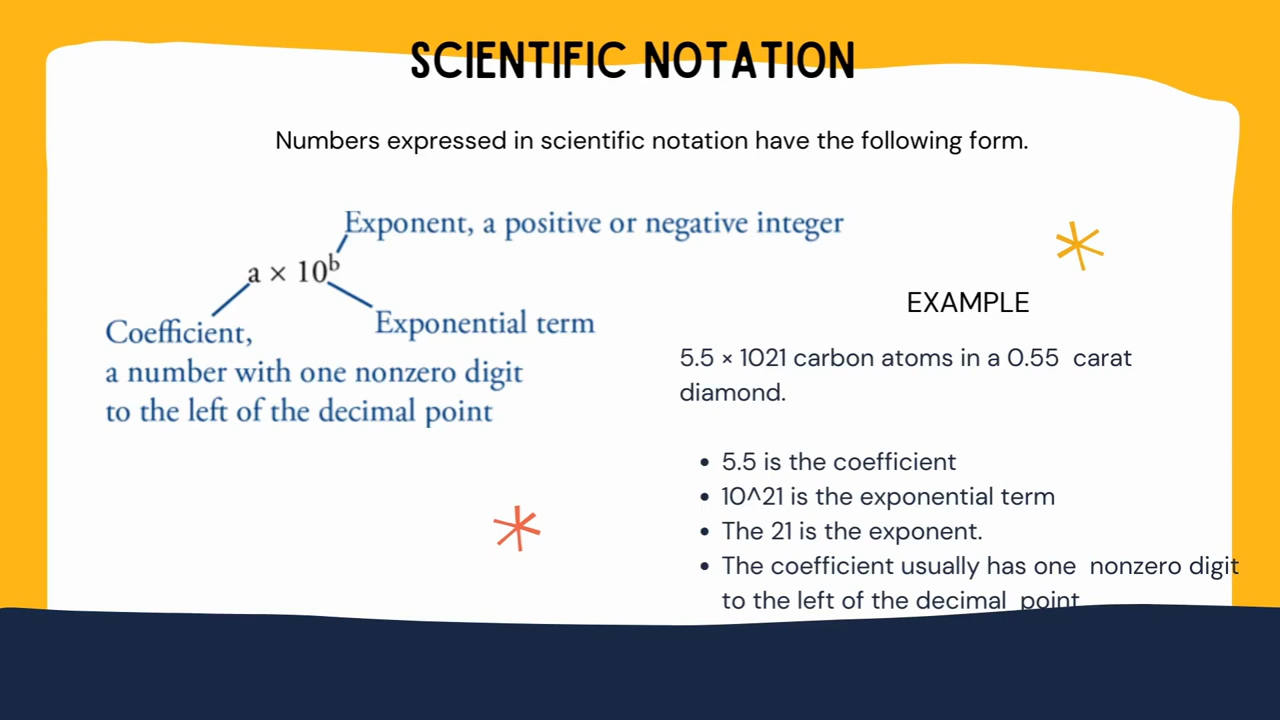 SCIENTIFIC NOTATION
Numbers expressed in scientific notation have the following form.
Exponent, a positive or negative integer
a × 10ᵇ
Coefficient,
Exponential term
a number with one nonzero digit
to the left of the decimal point
EXAMPLE
5.5 × 1021 carbon atoms in a 0.55 carat
diamond.
• 5.5 is the coefficient
• 10^21 is the exponential term
• The 21 is the exponent.
• The coefficient usually has one nonzero digit
to the left of the decimal point